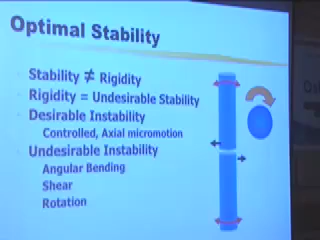 Optimal Stability
Stability ≠ Rigidity
Rigidity = Undesirable Stability
Desirable Instability
Controlled, Axial micromotion
Undesirable Instability
Angular Bending
Shear
Rotation